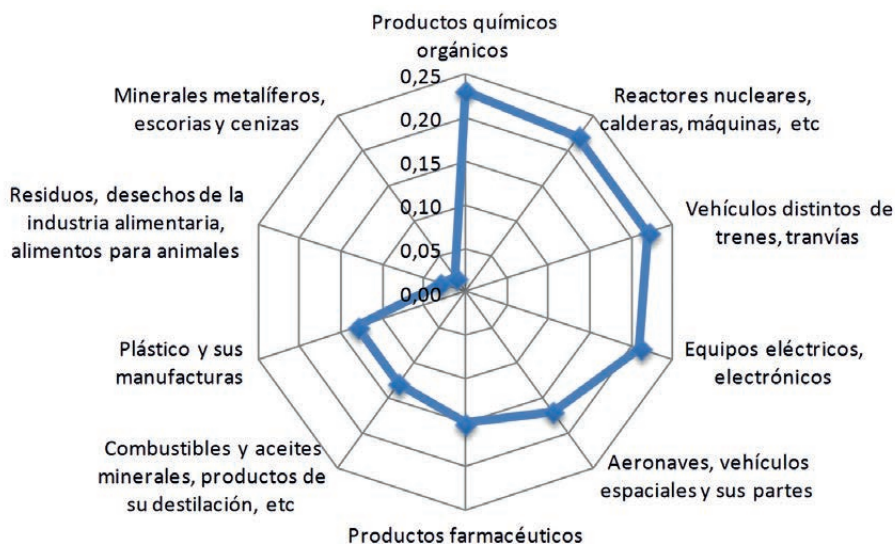 Productos químicos
orgánicos
Reactores nucleares,
calderas, máquinas, etc
Vehículos distintos de
trenes, tranvías
Equipos eléctricos,
electrónicos
Aeronaves, vehículos
espaciales y sus partes
Productos farmacéuticos
Combustibles y aceites
minerales, productos de
su destilación, etc
Plástico y sus
manufacturas
Residuos, desechos de la
industria alimentaria,
alimentos para animales
Minerales metalíferos,
escorias y cenizas
0,25
0,20
0,15
0,10
0,05
0,00